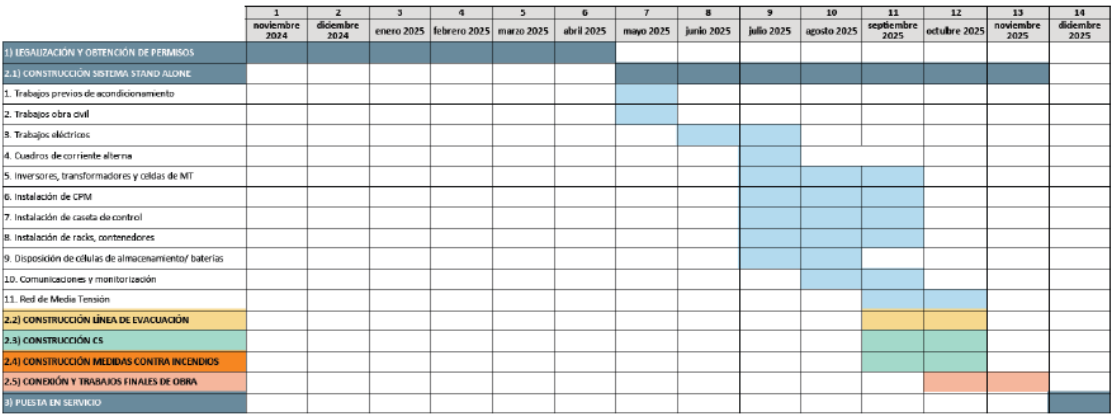 1 2 3 4 5 6 7 8 9 10 11 12 13 14
noviembre 2024 diciembre 2024 enero 2025 febrero 2025 marzo 2025 abril 2025 mayo 2025 junio 2025 julio 2025 agosto 2025 septiembre 2025 octubre 2025 noviembre 2025 diciembre 2025
1) LEGALIZACIÓN Y OBTENCIÓN DE PERMISOS
2.1) CONSTRUCCIÓN SISTEMA STAND ALONE
1. Trabajos previos de acondicionamiento
2. Trabajos obra civil
3. Trabajos eléctricos
4. Cuadros de corriente alterna
5. Inversores, transformadores y celdas de MT
6. Instalación de CPM
7. Instalación de caseta de control
8. Instalación de racks, contenedores
9. Disposición de células de almacenamiento/ baterías
10. Comunicaciones y monitorización
11. Red de Media Tensión
2.2) CONSTRUCCIÓN LÍNEA DE EVACUACIÓN
2.3) CONSTRUCCIÓN CS
2.4) CONSTRUCCIÓN MEDIDAS CONTRA INCENDIOS
2.5) CONEXIÓN Y TRABAJOS FINALES DE OBRA
3) PUESTA EN SERVICIO